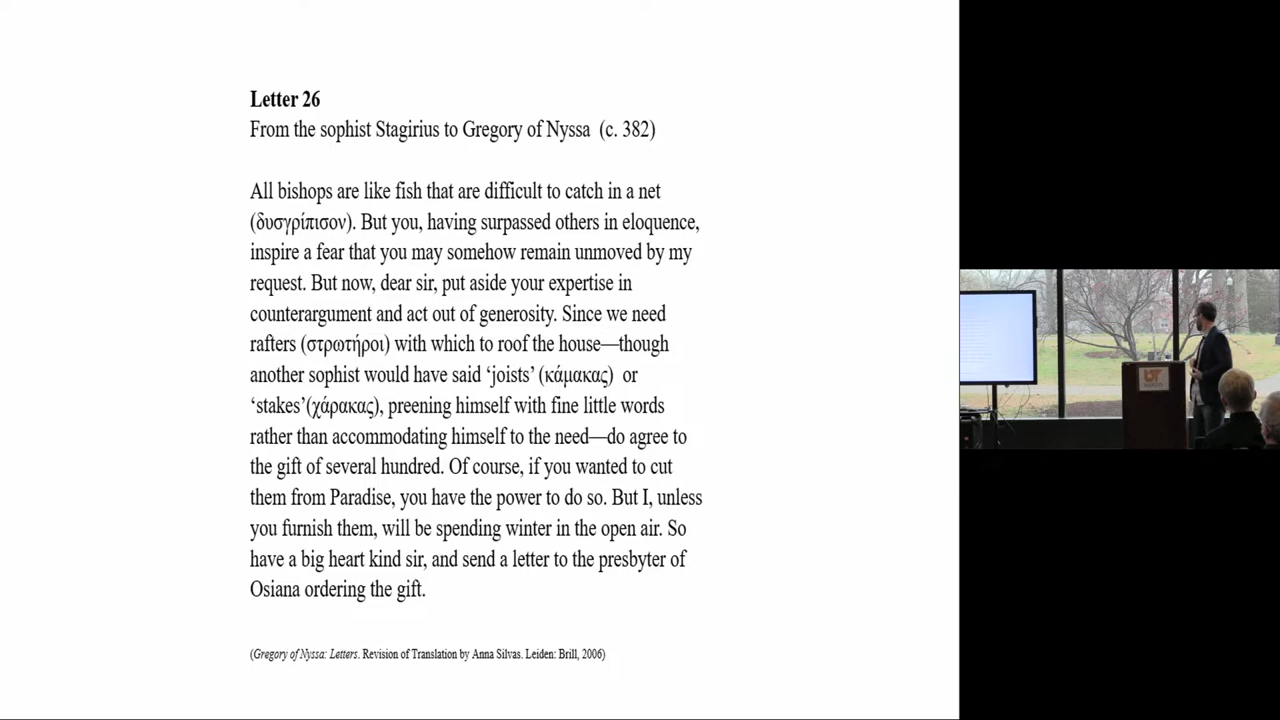 Letter 26
From the sophist Stagirius to Gregory of Nyssa (c. 382)
All bishops are like fish that are difficult to catch in a net
(δυσγρίπισον). But you, having surpassed others in eloquence,
inspire a fear that you may somehow remain unmoved by my
request. But now, dear sir, put aside your expertise in
counterargument and act out of generosity. Since we need
rafters (στρωτήροι) with which to roof the house—though
another sophist would have said ‘joists’ (κάμακας) or
‘stakes’(χάρακας), preening himself with fine little words
rather than accommodating himself to the need—do agree to
the gift of several hundred. Of course, if you wanted to cut
them from Paradise, you have the power to do so. But I, unless
you furnish them, will be spending winter in the open air. So
have a big heart kind sir, and send a letter to the presbyter of
Osiana ordering the gift.
(Gregory of Nyssa: Letters. Revision of Translation by Anna Silvas. Leiden: Brill, 2006)
UT